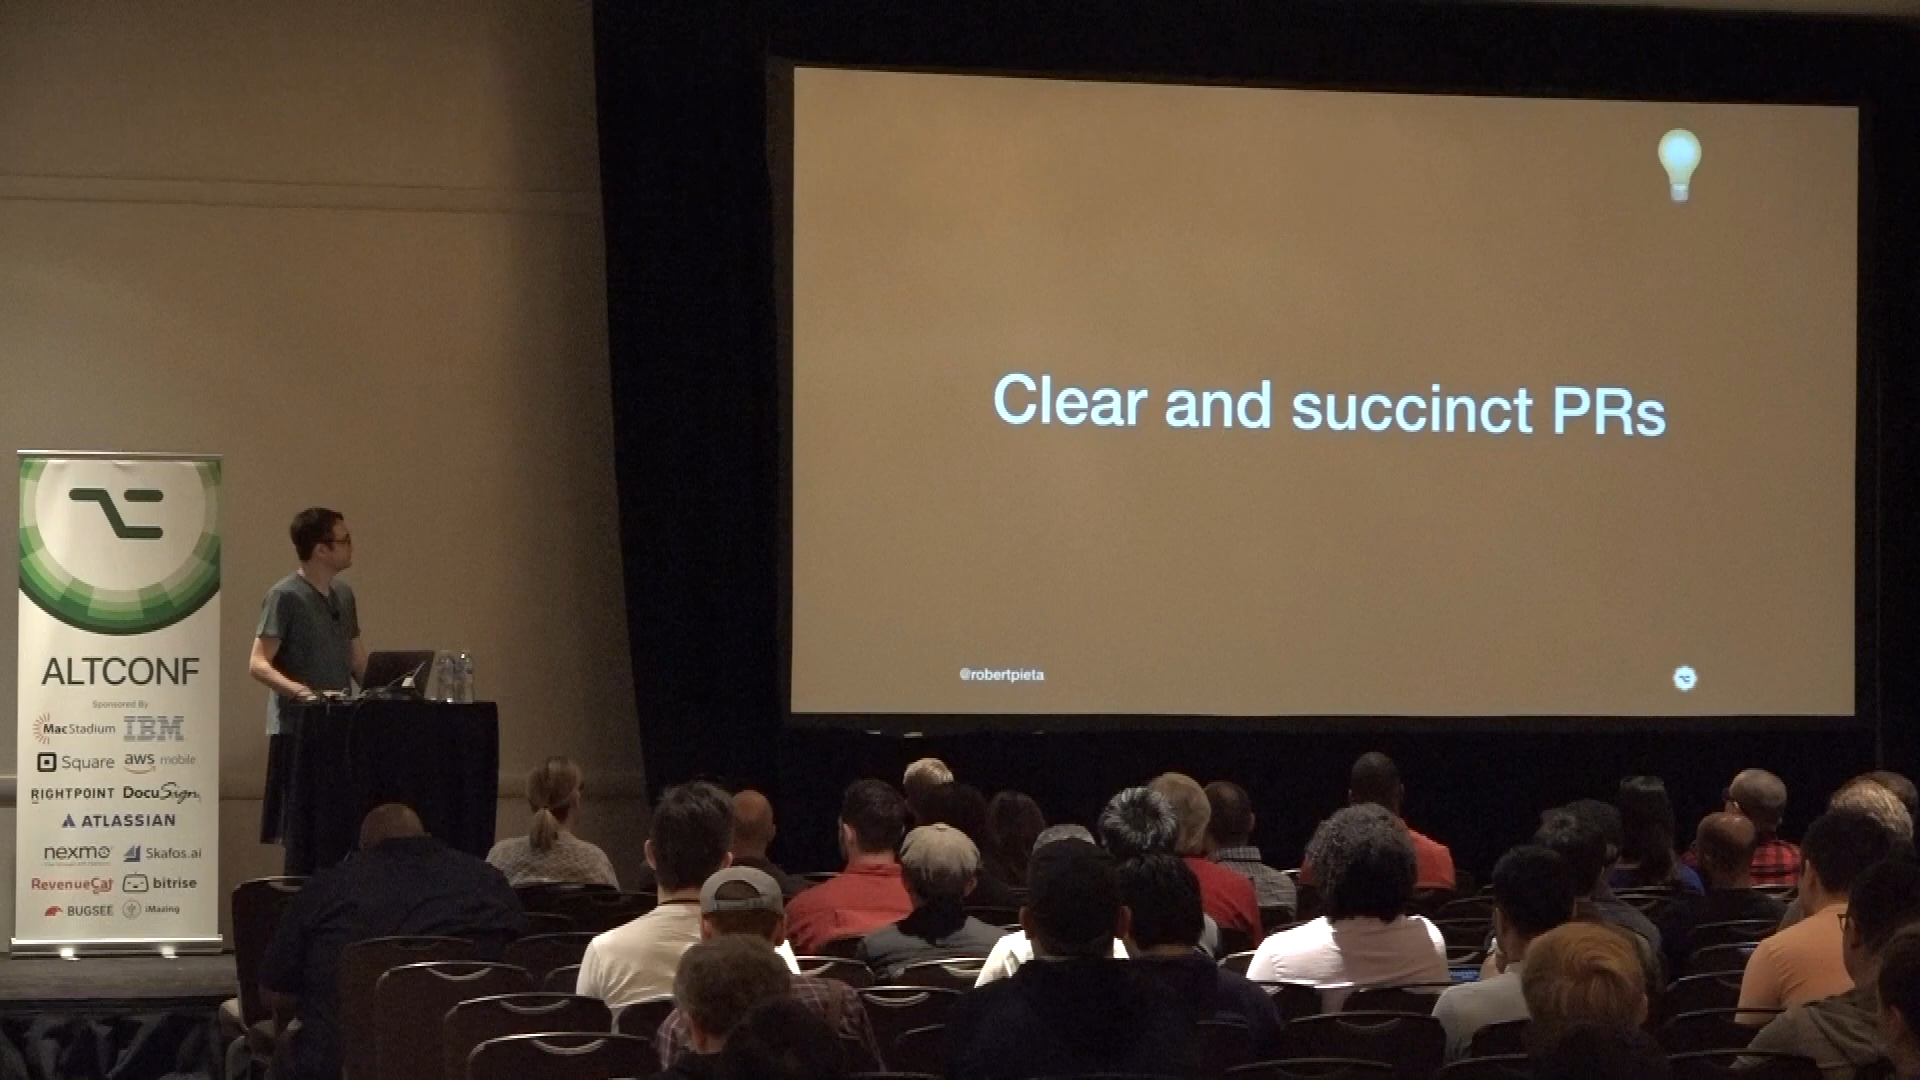 Clear and succinct PRs
@robertpieta
ALTCONF
Sponsored By
MacStadium IBM
Square aws mobile
RIGHTPOINT DocuSign
ATLASSIAN
nexmo Skafos.ai
RevenueCat bitrise
BUGSEE iMazing